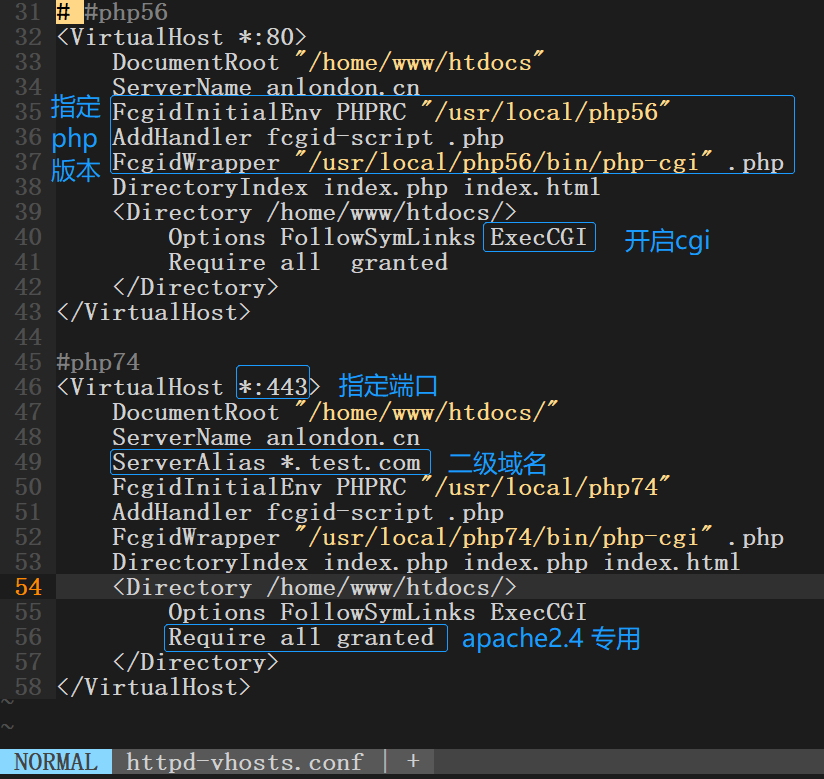 31 # #php56
32 <VirtualHost *:80>
33 DocumentRoot "/home/www/htdocs"
34 ServerName anlondon.cn
指定
35 FcgidInitialEnv PHPRC "/usr/local/php56"
php
36 AddHandler fcgid-script .php
版本
37 FcgidWrapper "/usr/local/php56/bin/php-cgi" .php
38 DirectoryIndex index.php index.html
39 <Directory /home/www/htdocs/>
40 Options FollowSymLinks ExecCGI 开启cgi
41 Require all  granted
42 </Directory>
43 </VirtualHost>
44
45 #php74
46 <VirtualHost *:443> 指定端口
47 DocumentRoot "/home/www/htdocs/"
48 ServerName anlondon.cn
49 ServerAlias *.test.com 二级域名
50 FcgidInitialEnv PHPRC "/usr/local/php74"
51 AddHandler fcgid-script .php
52 FcgidWrapper "/usr/local/php74/bin/php-cgi" .php
53 DirectoryIndex index.php index.php index.html
54 <Directory /home/www/htdocs/>
55 Options FollowSymLinks ExecCGI
56 Require all granted apache2.4 专用
57 </Directory>
58 </VirtualHost>
~
~
NORMAL httpd-vhosts.conf | +